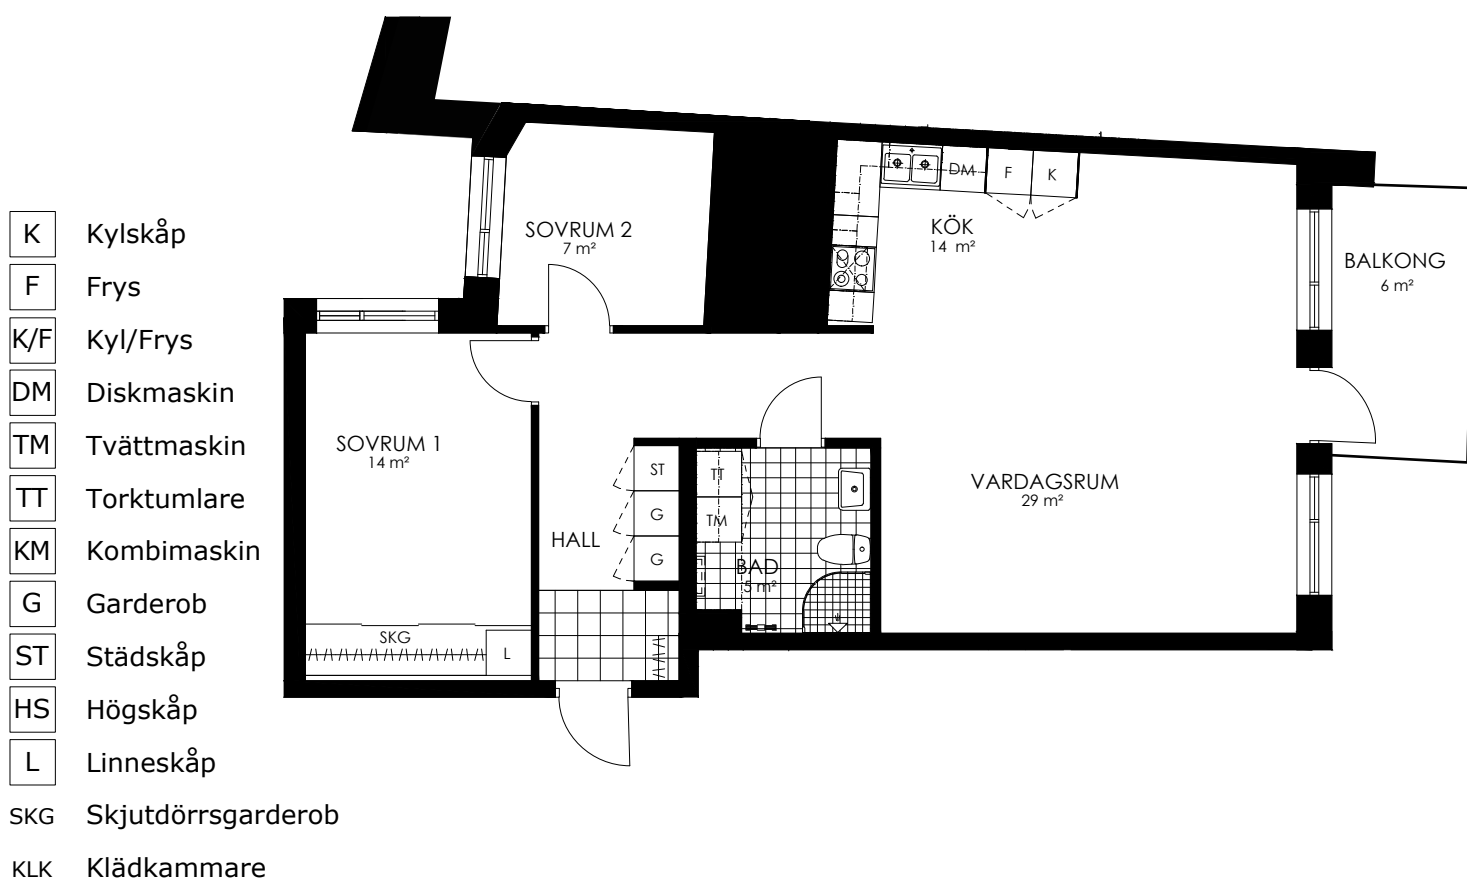 K Kylskåp
F Frys
K/F Kyl/Frys
DM Diskmaskin
TM Tvättmaskin
TT Torktumlare
KM Kombimaskin
G Garderob
ST Städskåp
HS Högskåp
L Linneskåp
SKG Skjutdörrsgarderob
KLK Klädkammare
SOVRUM 2
7 m²
DM
F
K
KÖK
14 m²
BALKONG
6 m²
SOVRUM 1
14 m²
SKG
L
HALL
ST
G
G
TT
TM
BAD
5 m²
VARDAGSRUM
29 m²